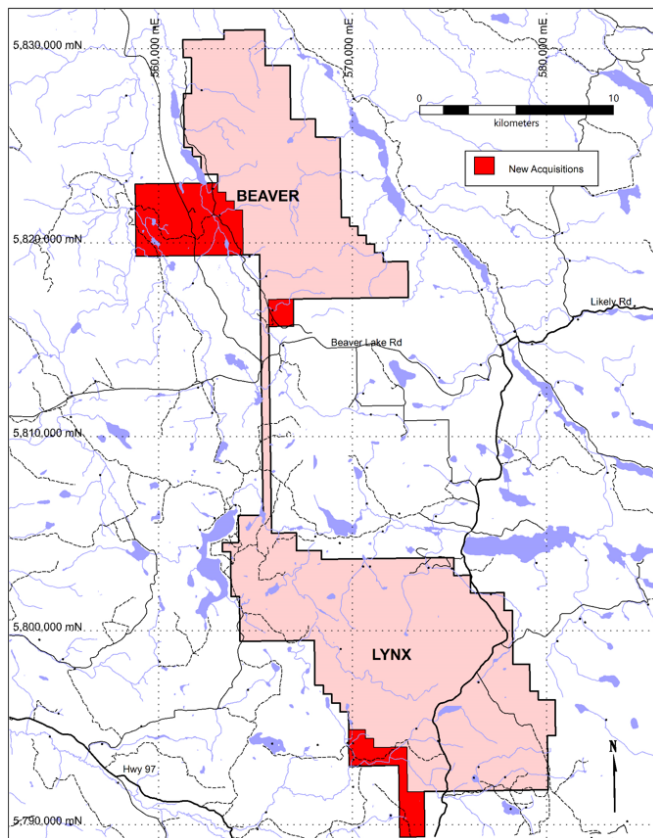 5,830,000 mN
560,000 mE
570,000 mE
580,000 mE
0
10
kilometers
New Acquisitions
BEAVER
5,820,000 mN
Likely Rd
Beaver Lake Rd
5,810,000 mN
5,800,000 mN
LYNX
Hwy 97
N
5,790,000 mN